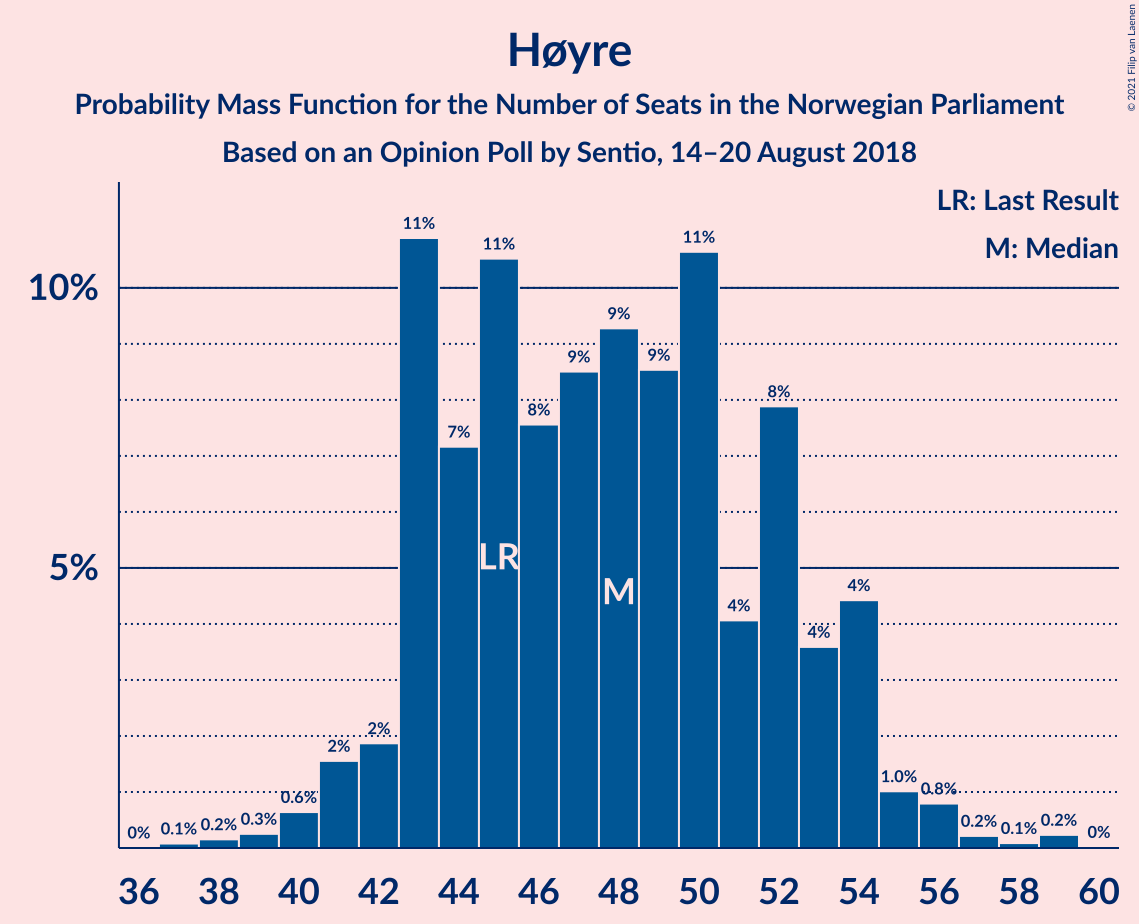 © 2021 Filip van Laenen
Høyre
Probability Mass Function for the Number of Seats in the Norwegian Parliament
Based on an Opinion Poll by Sentio, 14–20 August 2018
LR: Last Result
M: Median
10%
5%
0% 0.1% 0.2% 0.3% 0.6% 2% 2% 11% 7% 11% 8% 9% 9% 9% 11% 4% 8% 4% 4% 1.0% 0.8% 0.2% 0.1% 0.2% 0%
LR
M
36 38 40 42 44 46 48 50 52 54 56 58 60